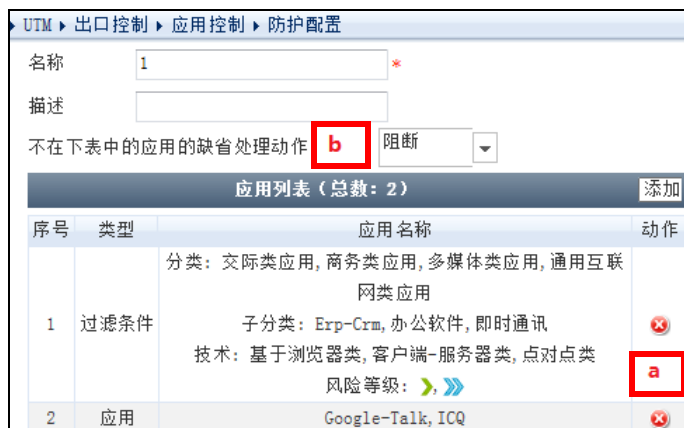 UTM 出口控制 应用控制 防护配置
名称 1 *
描述
不在下表中的应用的缺省处理动作 b 阻断
应用列表（总数：2） 添加
序号 类型 应用名称 动作
分类：交际类应用,商务类应用,多媒体类应用,通用互联
网类应用
1 过滤条件 子分类：Erp-Crm,办公软件,即时通讯
技术：基于浏览器类,客户端-服务器类,点对点类
a
风险等级： ,
2 应用 Google-Talk,ICQ